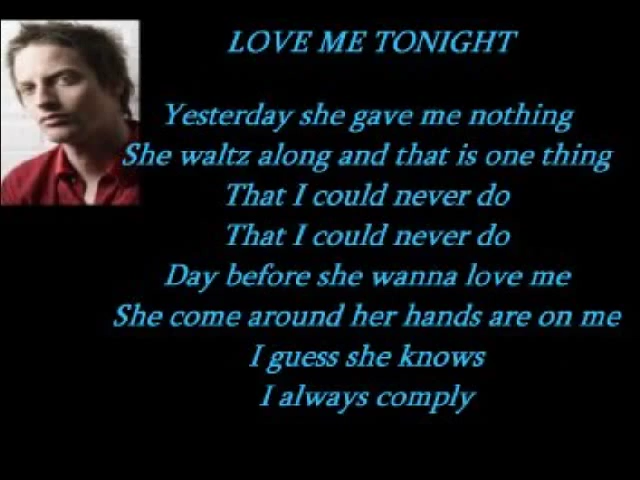 LOVE ME TONIGHT
Yesterday she gave me nothing
She waltz along and that is one thing
That I could never do
That I could never do
Day before she wanna love me
She come around her hands are on me
I guess she knows
I always comply